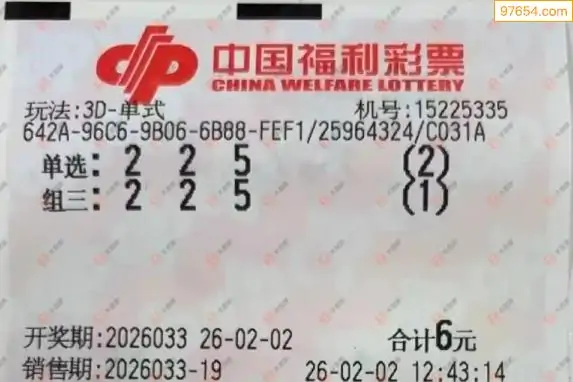 97654.com
中国福利彩票
CHINA WELFARE LOTTERY
玩法:3D-单式 机号:15225335
642A-96C6-9B06-6B88-FEF1/25964324/C031A
单选: 2 2 5 (2)
组三: 2 2 5 (1)
开奖期:2026033 26-02-02 合计6元
销售期:2026033-19 26-02-02 12:43:14